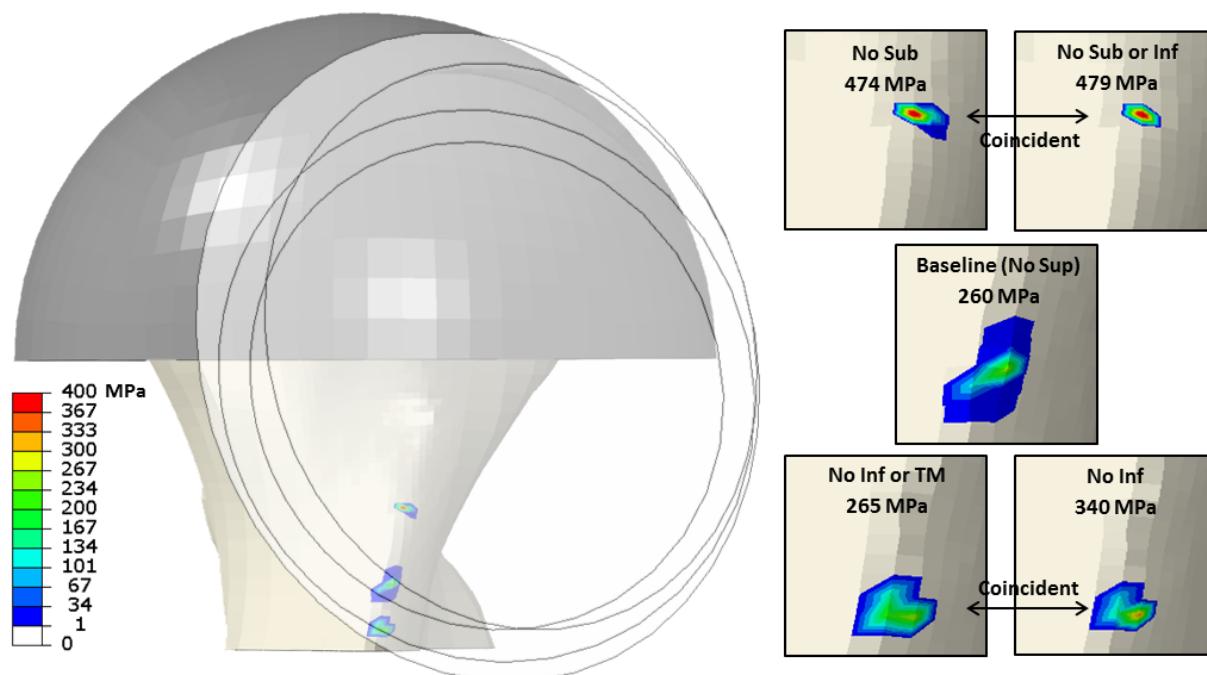 400 MPa
367
333
300
267
234
200
167
134
101
67
34
1
0
No Sub
474 MPa
No Sub or Inf
479 MPa
Coincident
Baseline (No Sup)
260 MPa
No Inf or TM
265 MPa
No Inf
340 MPa
Coincident